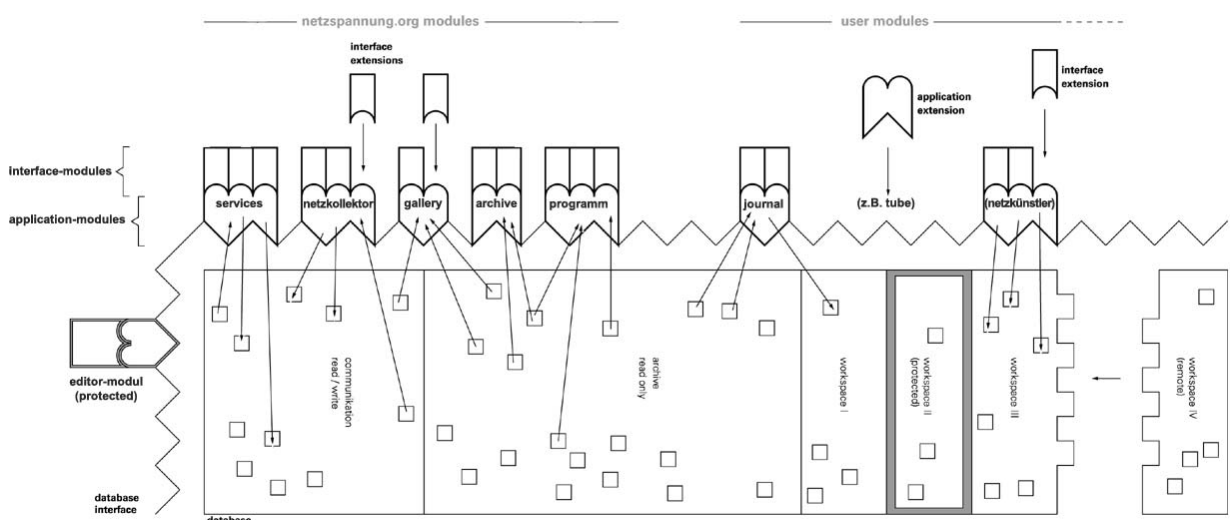 netzspannung.org modules
user modules
interface
extensions
interface
extension
application
extension
interface-modules
application-modules
services
netzkollektor
gallery
archive
programm
journal
(z.B. tube)
(netzkünstler)
editor-modul
(protected)
communikation
read / write
archive
read only
workspace I
workspace II
(protected)
workspace III
workspace IV
(remote)
database
interface
database